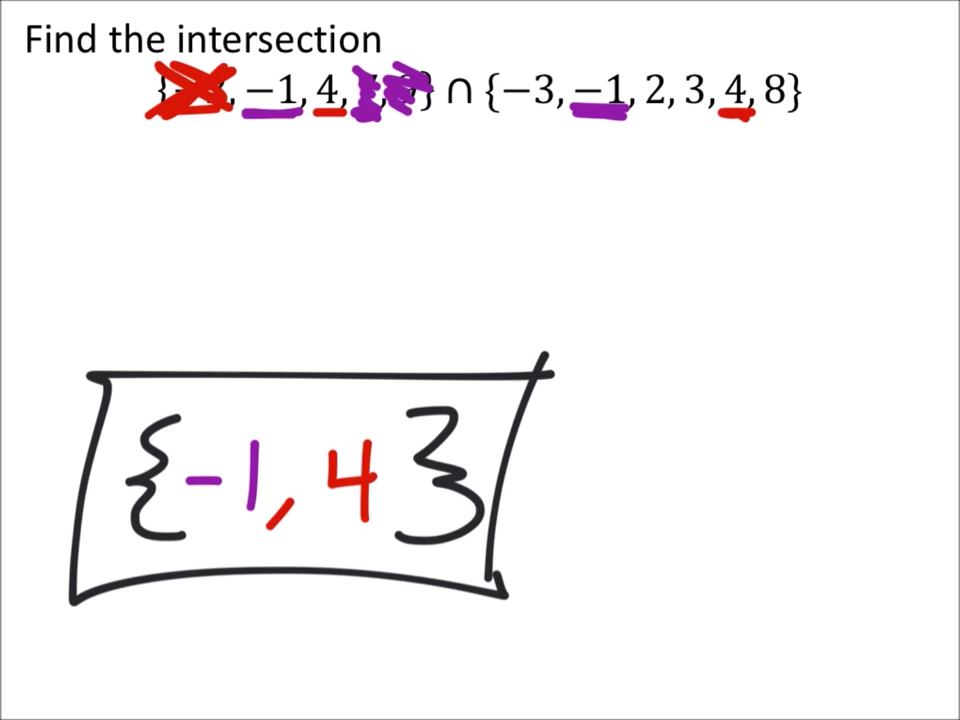 Find the intersection
−1, 4, } ∩ {−3, −1, 2, 3, 4, 8}
{-1, 4}